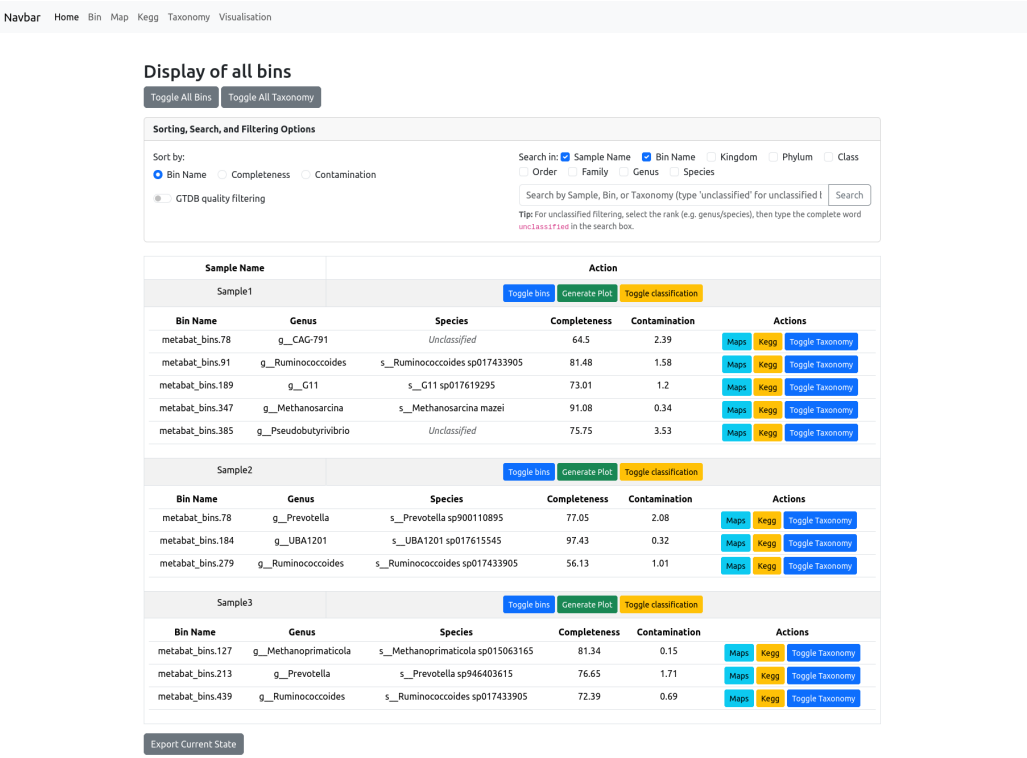 Navbar Home Bin Map Kegg Taxonomy Visualisation
Display of all bins
Toggle All Bins Toggle All Taxonomy
Sorting, Search, and Filtering Options
Sort by:
Bin Name Completeness Contamination
GTDB quality filtering
Search in: Sample Name Bin Name Kingdom Phylum Class
Order Family Genus Species
Search by Sample, Bin, or Taxonomy (type 'unclassified' for unclassified Search
Tip: For unclassified filtering, select the rank (e.g. genus/species), then type the complete word
unclassified in the search box.
Sample Name Action
Sample1 Toggle bins Generate Plot Toggle classification
Bin Name Genus Species Completeness Contamination Actions
metabat_bins.78 g__CAG-791 Unclassified 64.5 2.39 Maps Kegg Toggle Taxonomy
metabat_bins.91 g__Ruminococcoides s__Ruminococcoides sp017433905 81.48 1.58 Maps Kegg Toggle Taxonomy
metabat_bins.189 g__G11 s__G11 sp017619295 73.01 1.2 Maps Kegg Toggle Taxonomy
metabat_bins.347 g__Methanosarcina s__Methanosarcina mazei 91.08 0.34 Maps Kegg Toggle Taxonomy
metabat_bins.385 g__Pseudobutyrivibrio Unclassified 75.75 3.53 Maps Kegg Toggle Taxonomy
Sample2 Toggle bins Generate Plot Toggle classification
Bin Name Genus Species Completeness Contamination Actions
metabat_bins.78 g__Prevotella s__Prevotella sp900110895 77.05 2.08 Maps Kegg Toggle Taxonomy
metabat_bins.184 g__UBA1201 s__UBA1201 sp017615545 97.43 0.32 Maps Kegg Toggle Taxonomy
metabat_bins.279 g__Ruminococcoides s__Ruminococcoides sp017433905 56.13 1.01 Maps Kegg Toggle Taxonomy
Sample3 Toggle bins Generate Plot Toggle classification
Bin Name Genus Species Completeness Contamination Actions
metabat_bins.127 g__Methanoprimaticola s__Methanoprimaticola sp015063165 81.34 0.15 Maps Kegg Toggle Taxonomy
metabat_bins.213 g__Prevotella s__Prevotella sp946403615 76.65 1.71 Maps Kegg Toggle Taxonomy
metabat_bins.439 g__Ruminococcoides s__Ruminococcoides sp017433905 72.39 0.69 Maps Kegg Toggle Taxonomy
Export Current State